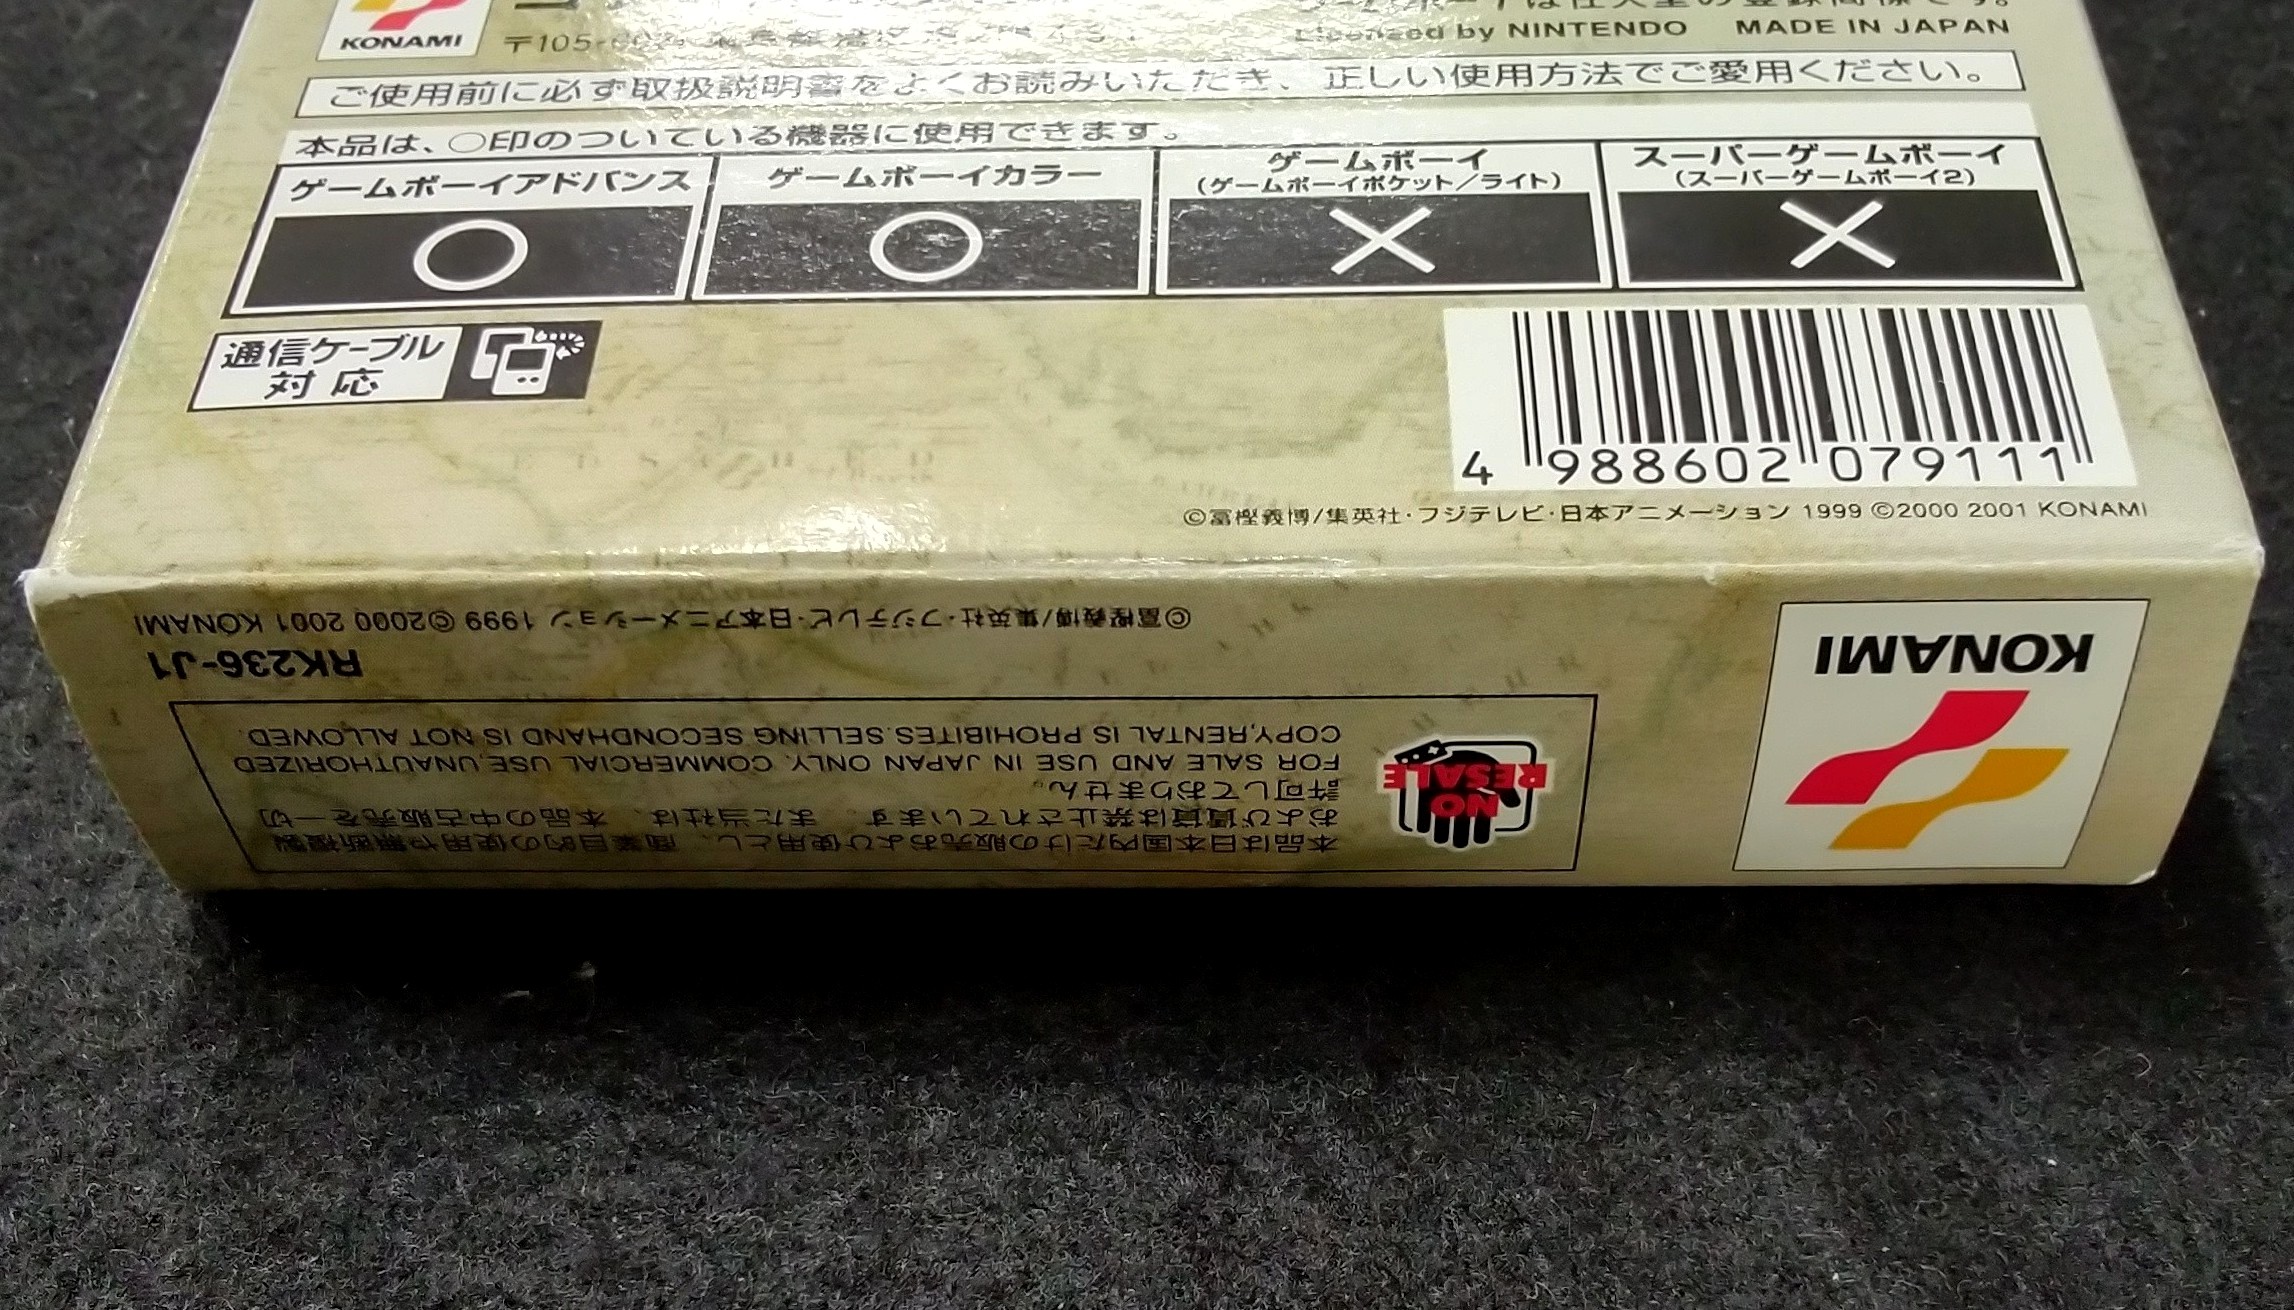 KONAMI
〒105-
Licensed by NINTENDO MADE IN JAPAN
ご使用前に必ず取扱説明書をよくお読みいただき、正しい使用方法でご愛用ください。
本品は、○印のついている機器に使用できます。
ゲームボーイアドバンス
○
ゲームボーイカラー
○
ゲームボーイ
(ゲームボーイポケット/ライト)
×
スーパーゲームボーイ
(スーパーゲームボーイ2)
×
通信ケーブル
対応
4 988602 079111
©冨樫義博/集英社・フジテレビ・日本アニメーション 1999 ©2000 2001 KONAMI
KONAMI
NO
RESALE
本品は日本国内だけの販売および使用とし、商業目的の使用や無断複製
および賃貸は禁止されています。また当社は、本品の中古販売を一切
許可しておりません。
FOR SALE AND USE IN JAPAN ONLY. COMMERCIAL USE,UNAUTHORIZED
COPY,RENTAL IS PROHIBITES.SELLING SECONDHAND IS NOT ALLOWED.
RK236-J1
©冨樫義博/集英社・フジテレビ・日本アニメーション 1999 ©2000 2001 KONAMI